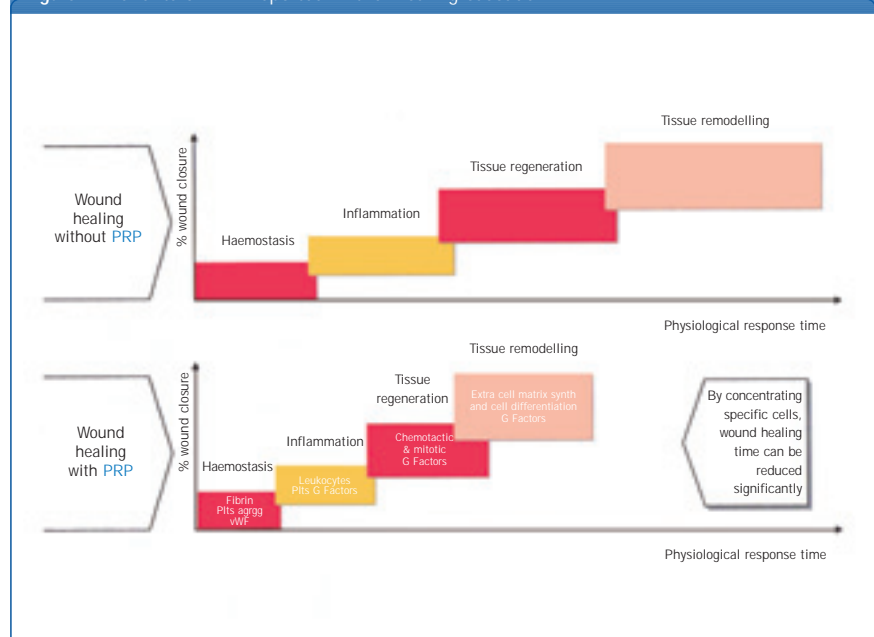 Tissue remodelling
Tissue regeneration
Inflammation
Haemostasis
% wound closure
Wound
healing
without PRP
Physiological response time
Tissue remodelling
Tissue
regeneration
Inflammation
Haemostasis
% wound closure
Wound
healing
with PRP
Extra cell matrix synth
and cell differentiation
G Factors
Chemotactic
& mitotic
G Factors
Leukocytes
Plts G Factors
Fibrin
Plts agrgg
vWF
By concentrating
specific cells,
wound healing
time can be
reduced
significantly
Physiological response time